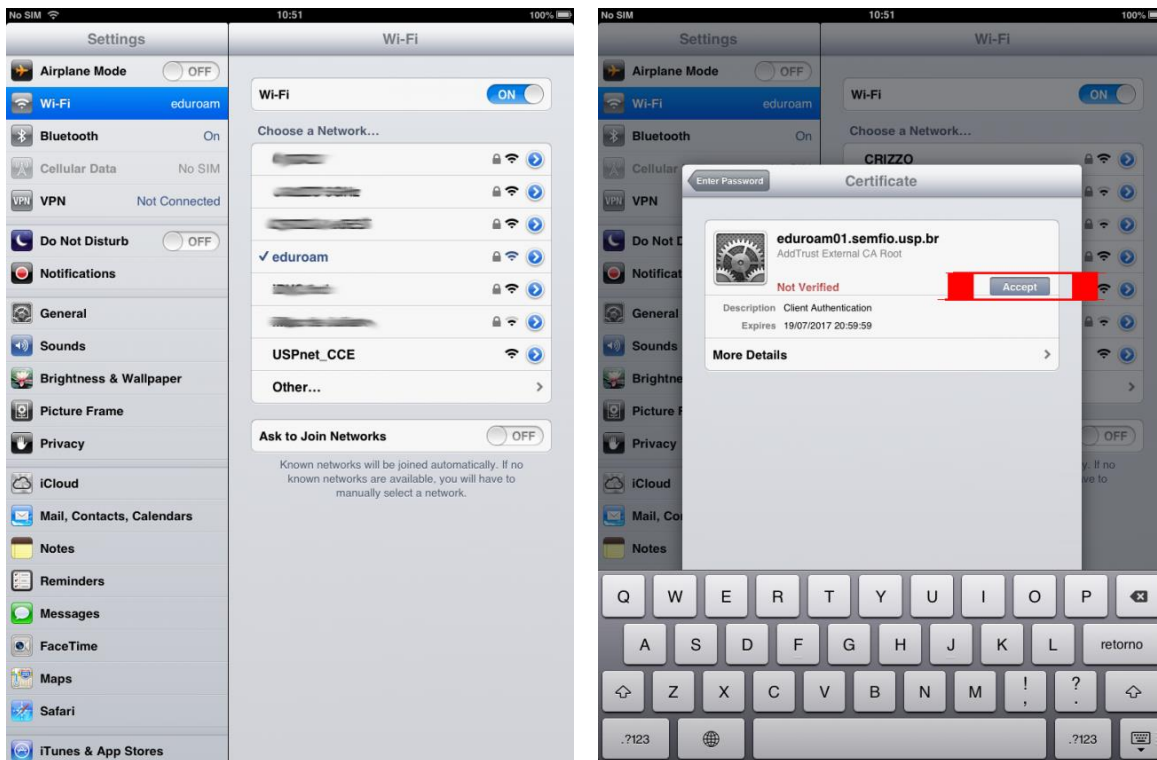 No SIM 10:51 100%
Settings
Wi-Fi
Airplane Mode OFF
Wi-Fi eduroam
Bluetooth On
Cellular Data No SIM
VPN VPN Not Connected
Do Not Disturb OFF
Notifications
General
Sounds
Brightness & Wallpaper
Picture Frame
Privacy
iCloud
Mail, Contacts, Calendars
Notes
Reminders
Messages
FaceTime
Maps
Safari
iTunes & App Stores
Wi-Fi ON
Choose a Network...
eduroam
USPnet_CCE
Other...
Ask to Join Networks OFF
Known networks will be joined automatically. If no
known networks are available, you will have to
manually select a network.
No SIM 10:51 100%
Settings
Wi-Fi
Airplane Mode OFF
Wi-Fi eduroam
Bluetooth On
Cellular
VPN VPN
Do Not D
Notificat
General
Sounds
Brightne
Picture F
Privacy
iCloud
Mail, Co
Notes
Wi-Fi ON
Choose a Network...
CRIZZO
OFF
y. If no
ve to
Enter Password Certificate
eduroam01.semfio.usp.br
AddTrust External CA Root
Not Verified Accept
Description Client Authentication
Expires 19/07/2017 20:59:59
More Details
Q W E R T Y U I O P
A S D F G H J K L retorno
Z X C V B N M ! , ? .
.?123 .?123